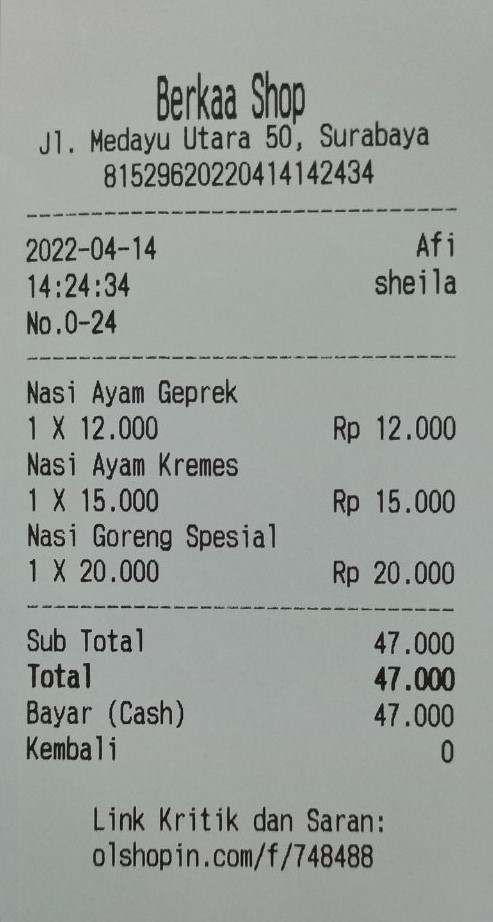 Berkaa Shop
Jl. Medayu Utara 50, Surabaya
81529620220414142434
2022-04-14 Afi
14:24:34 sheila
No.0-24
Nasi Ayam Geprek
1 X 12.000 Rp 12.000
Nasi Ayam Kremes
1 X 15.000 Rp 15.000
Nasi Goreng Spesial
1 X 20.000 Rp 20.000
Sub Total 47.000
Total 47.000
Bayar (Cash) 47.000
Kembali 0
Link Kritik dan Saran:
olshopin.com/f/748488